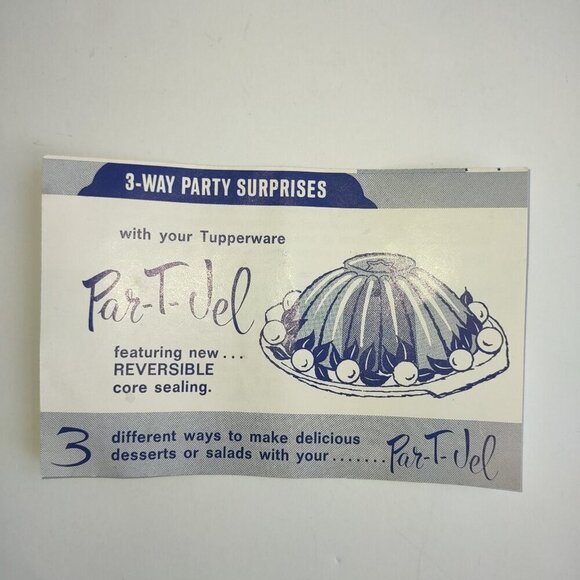 3-WAY PARTY SURPRISES
with your Tupperware
Par-T-Jel
featuring new...
REVERSIBLE
core sealing.
3 different ways to make delicious
desserts or salads with your....... Par-T-Jel